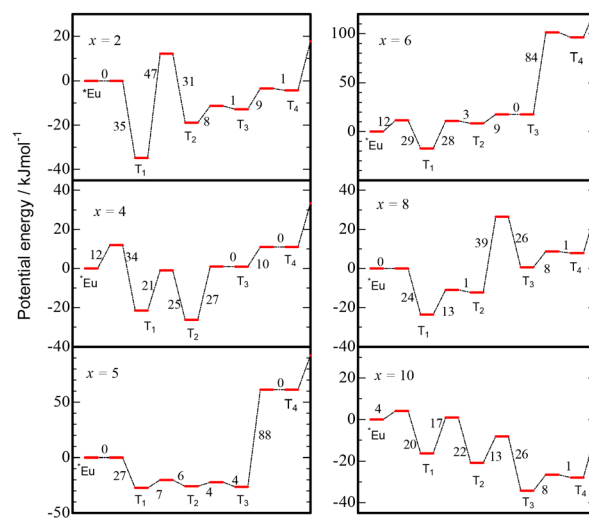 Potential energy / kJmol⁻¹
20
0
-20
-40
x = 2
0
*Eu
35
T₁
47
31
T₂
8
1
T₃
9
1
T₄
40
20
0
-20
-40
x = 4
12
*Eu
34
T₁
21
25
T₂
27
0
T₃
10
0
T₄
50
0
-50
x = 5
0
*Eu
27
T₁
7
6
T₂
4
4
T₃
88
0
T₄
100
50
0
x = 6
12
*Eu
29
T₁
28
3
T₂
9
0
T₃
84
T₄
40
20
0
-20
-40
x = 8
0
*Eu
24
T₁
13
1
T₂
39
26
T₃
8
1
T₄
20
0
-20
-40
x = 10
4
*Eu
20
T₁
17
22
T₂
13
26
T₃
8
1
T₄